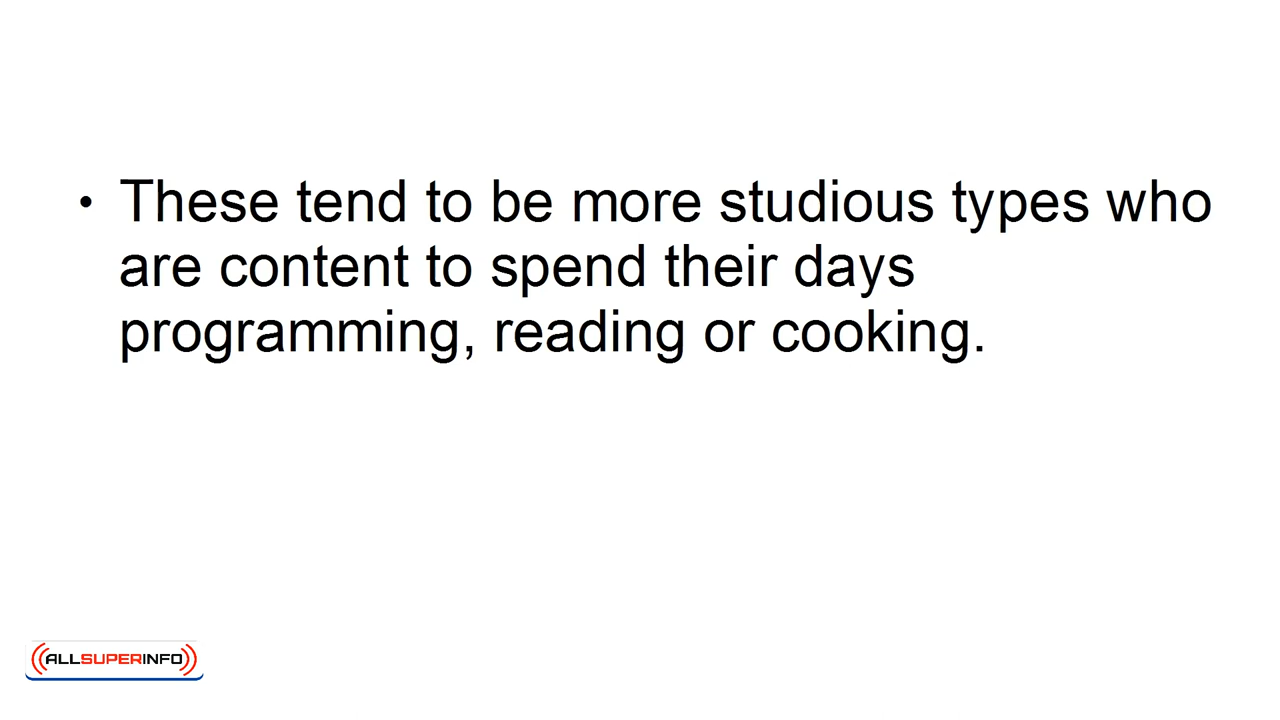 • These tend to be more studious types who
are content to spend their days
programming, reading or cooking.
ALLSUPERINFO